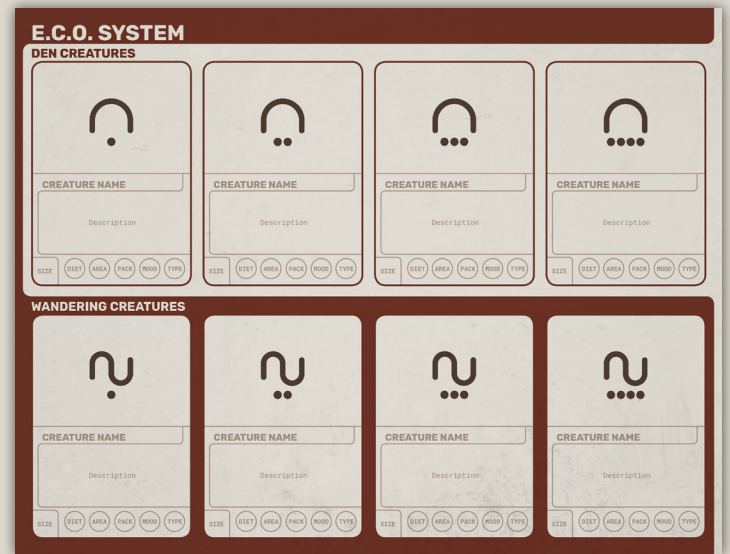 E.C.O. SYSTEM
DEN CREATURES
CREATURE NAME
Description
SIZE DIET AREA PACK MOOD TYPE
CREATURE NAME
Description
SIZE DIET AREA PACK MOOD TYPE
CREATURE NAME
Description
SIZE DIET AREA PACK MOOD TYPE
CREATURE NAME
Description
SIZE DIET AREA PACK MOOD TYPE
WANDERING CREATURES
CREATURE NAME
Description
SIZE DIET AREA PACK MOOD TYPE
CREATURE NAME
Description
SIZE DIET AREA PACK MOOD TYPE
CREATURE NAME
Description
SIZE DIET AREA PACK MOOD TYPE
CREATURE NAME
Description
SIZE DIET AREA PACK MOOD TYPE